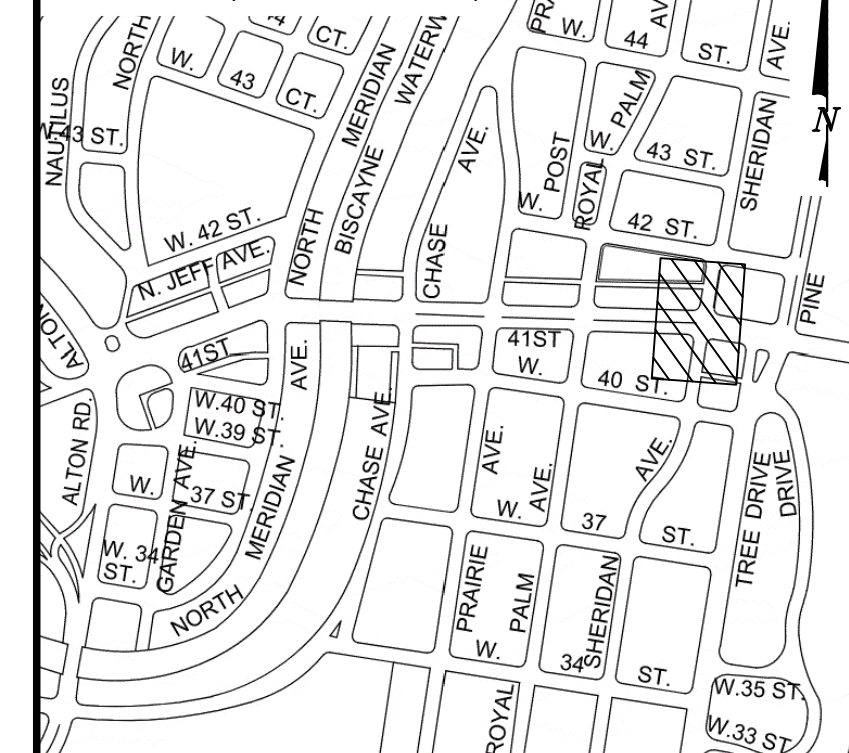 44
CT.
NORTH
W.
43
CT.
MERIDIAN
WATERW
BISCAYNE
NORTH
W.
44
ST.
AV
AVE.
PALM
W.
43 ST.
SHERIDAN
NAUTILUS
W.43 ST.
AVE.
CHASE
POST
W.
ROYAL
42 ST.
N
W. 42 ST.
N. JEFF AVE.
PINE
ALTON
41ST
AVE.
41ST
W.
40 ST.
W.40 ST.
W.39 ST.
ALTON RD.
W.
37 ST.
GARDEN AVE.
MERIDIAN
NORTH
CHASE AVE.
AVE.
W.
AVE.
AVE.
37
ST.
TREE DRIVE
DRIVE
W. 34
ST.
PRAIRIE
PALM
W.
SHERIDAN
34
ST.
ROYAL
W.35 ST.
W.33 ST